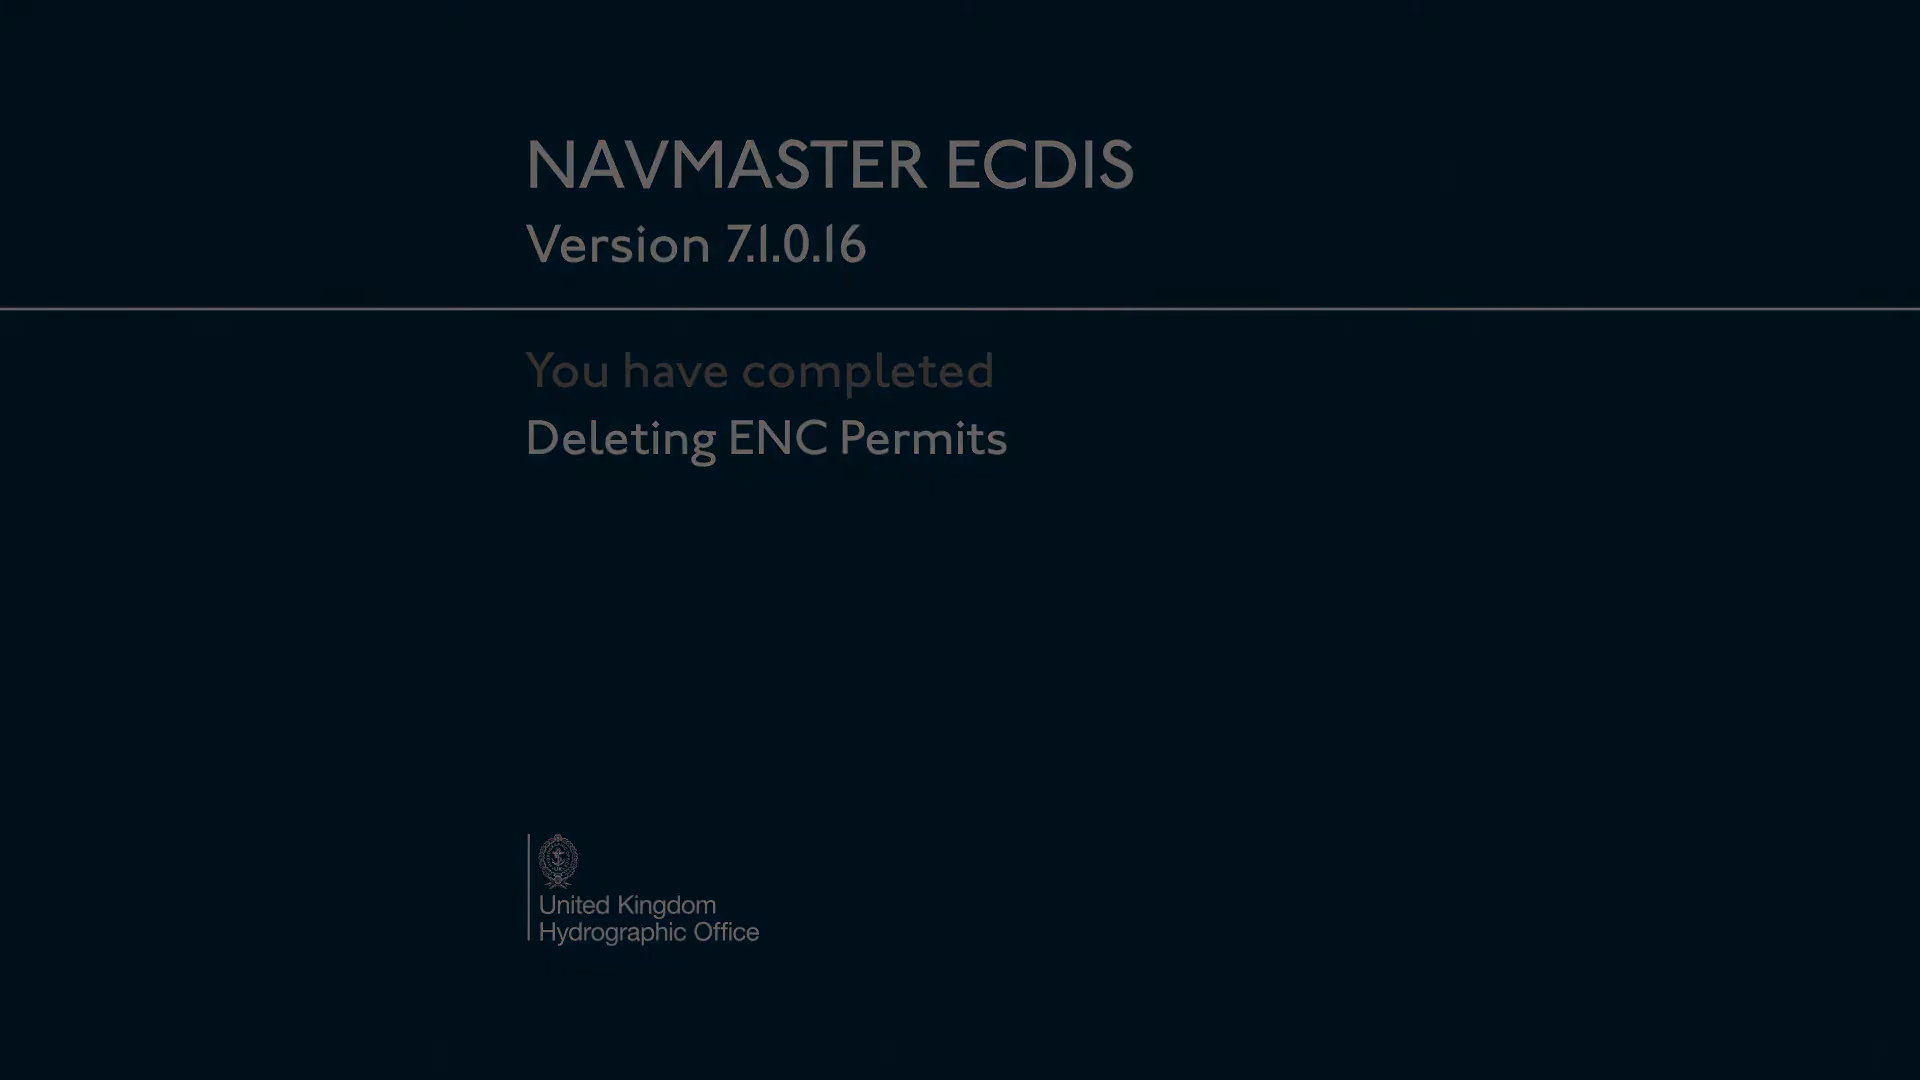 NAVMASTER ECDIS
Version 7.1.0.16
You have completed
Deleting ENC Permits
United Kingdom
Hydrographic Office